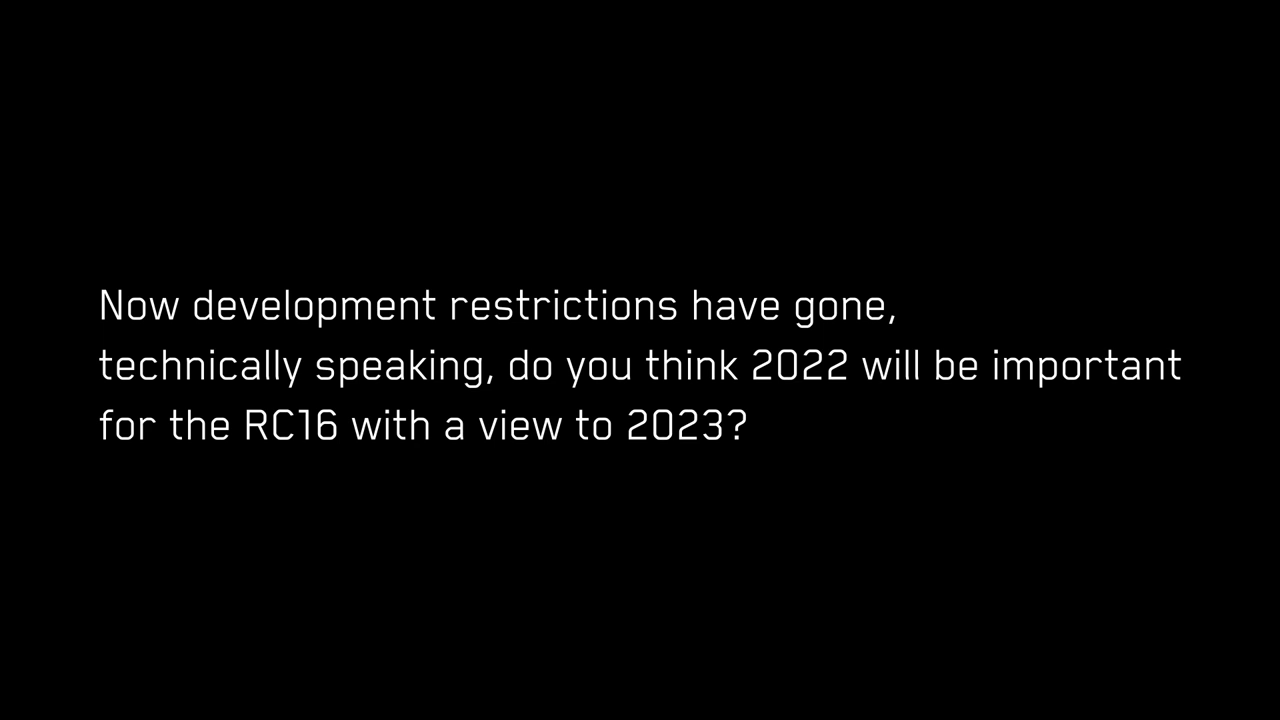 Now development restrictions have gone,
technically speaking, do you think 2022 will be important
for the RC16 with a view to 2023?